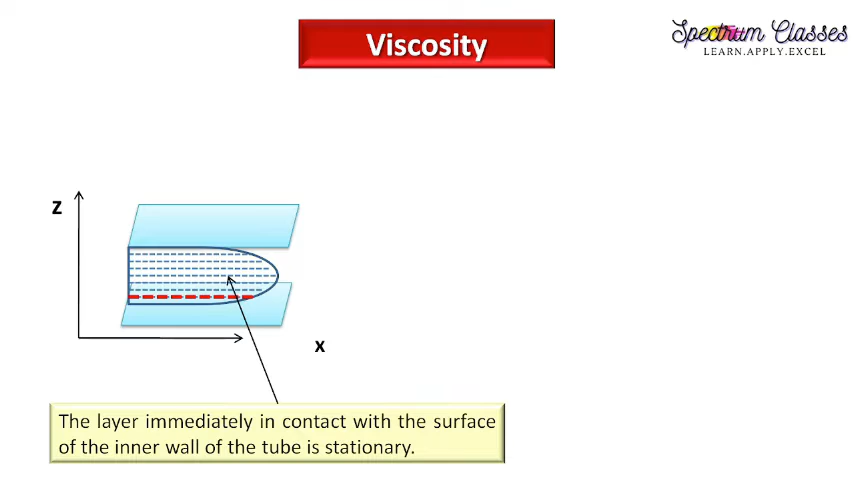 Viscosity
Spectrum Classes
LEARN.APPLY.EXCEL
z
x
The layer immediately in contact with the surface
of the inner wall of the tube is stationary.